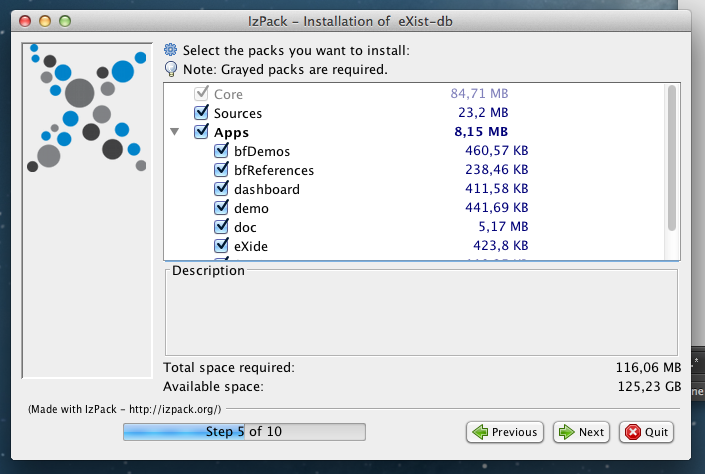 IzPack - Installation of eXist-db
Select the packs you want to install:
Note: Grayed packs are required.
Core 84,71 MB
Sources 23,2 MB
Apps 8,15 MB
bfDemos 460,57 KB
bfReferences 238,46 KB
dashboard 411,58 KB
demo 441,69 KB
doc 5,17 MB
eXide 423,8 KB
Description
Total space required: 116,06 MB
Available space: 125,23 GB
(Made with IzPack - http://izpack.org/)
Step 5 of 10
Previous Next Quit